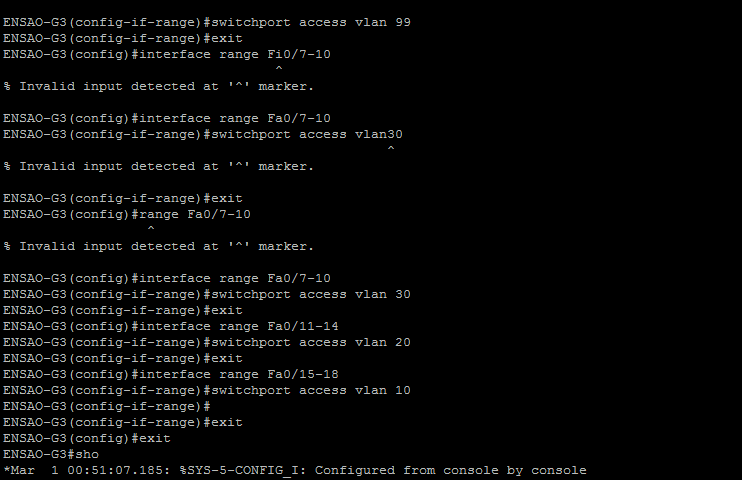 ENSAO-G3(config-if-range)#switchport access vlan 99
ENSAO-G3(config-if-range)#exit
ENSAO-G3(config)#interface range Fi0/7-10
^
% Invalid input detected at '^' marker.
ENSAO-G3(config)#interface range Fa0/7-10
ENSAO-G3(config-if-range)#switchport access vlan30
^
% Invalid input detected at '^' marker.
ENSAO-G3(config-if-range)#exit
ENSAO-G3(config)#range Fa0/7-10
^
% Invalid input detected at '^' marker.
ENSAO-G3(config)#interface range Fa0/7-10
ENSAO-G3(config-if-range)#switchport access vlan 30
ENSAO-G3(config-if-range)#exit
ENSAO-G3(config)#interface range Fa0/11-14
ENSAO-G3(config-if-range)#switchport access vlan 20
ENSAO-G3(config-if-range)#exit
ENSAO-G3(config)#interface range Fa0/15-18
ENSAO-G3(config-if-range)#switchport access vlan 10
ENSAO-G3(config-if-range)#
ENSAO-G3(config-if-range)#exit
ENSAO-G3(config)#exit
ENSAO-G3#sho
*Mar  1 00:51:07.185: %SYS-5-CONFIG_I: Configured from console by console